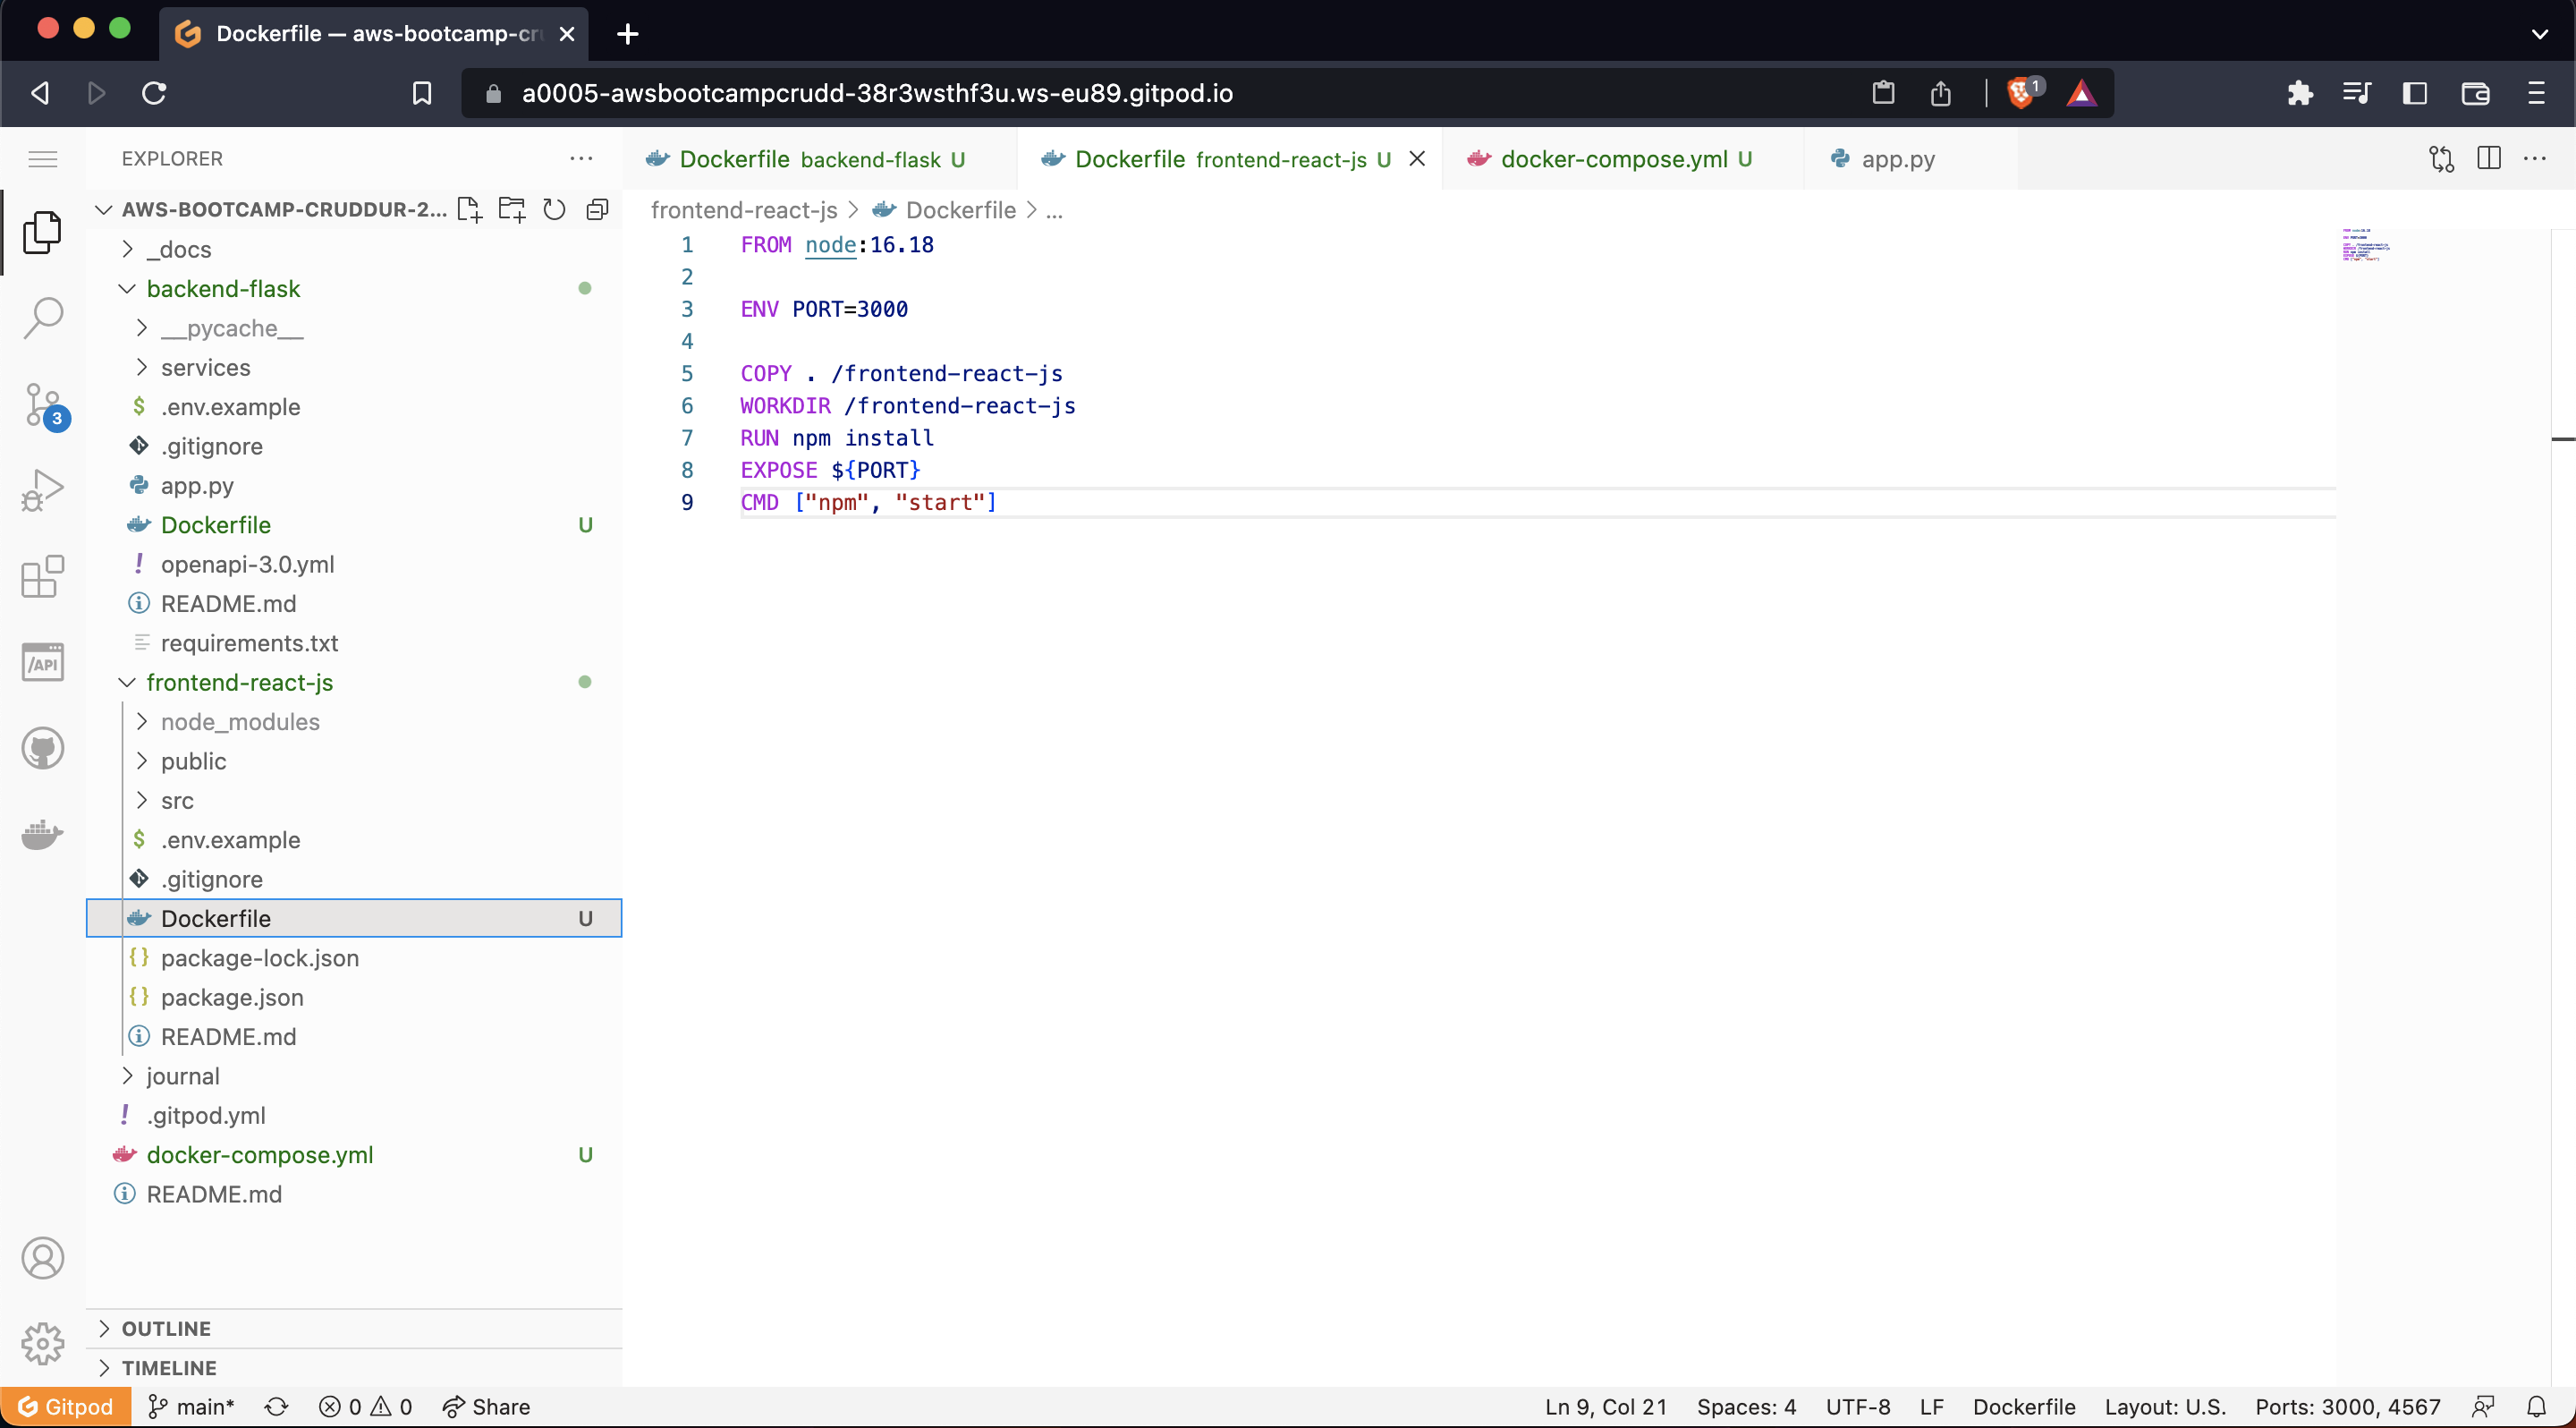 Dockerfile — aws-bootcamp-cr
a0005-awsbootcampcrudd-38r3wsthf3u.ws-eu89.gitpod.io
1
EXPLORER
AWS-BOOTCAMP-CRUDDUR-2...
_docs
backend-flask
__pycache__
services
$ .env.example
.gitignore
app.py
Dockerfile U
! openapi-3.0.yml
README.md
requirements.txt
frontend-react-js
node_modules
public
src
$ .env.example
.gitignore
Dockerfile U
{} package-lock.json
{} package.json
README.md
journal
! .gitpod.yml
docker-compose.yml U
README.md
OUTLINE
TIMELINE
3
/API
Dockerfile backend-flask U
Dockerfile frontend-react-js U
docker-compose.yml U
app.py
frontend-react-js > Dockerfile > ...
1 FROM node:16.18
2
3 ENV PORT=3000
4
5 COPY . /frontend-react-js
6 WORKDIR /frontend-react-js
7 RUN npm install
8 EXPOSE ${PORT}
9 CMD ["npm", "start"]
Gitpod main* 0 0 Share Ln 9, Col 21 Spaces: 4 UTF-8 LF Dockerfile Layout: U.S. Ports: 3000, 4567